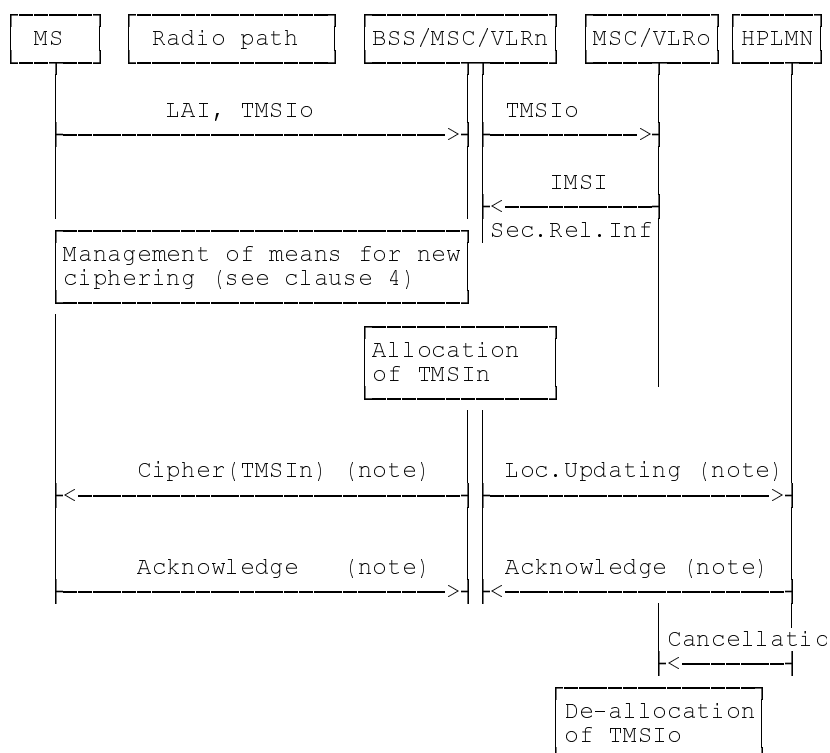 MS Radio path BSS/MSC/VLRn MSC/VLRo HPLMN
LAI, TMSIo TMSIo
IMSI
Sec.Rel.Inf
Management of means for new
ciphering (see clause 4)
Allocation
of TMSIn
Cipher(TMSIn) (note) Loc.Updating (note)
Acknowledge (note) Acknowledge (note)
Cancellatio
De-allocation
of TMSIo